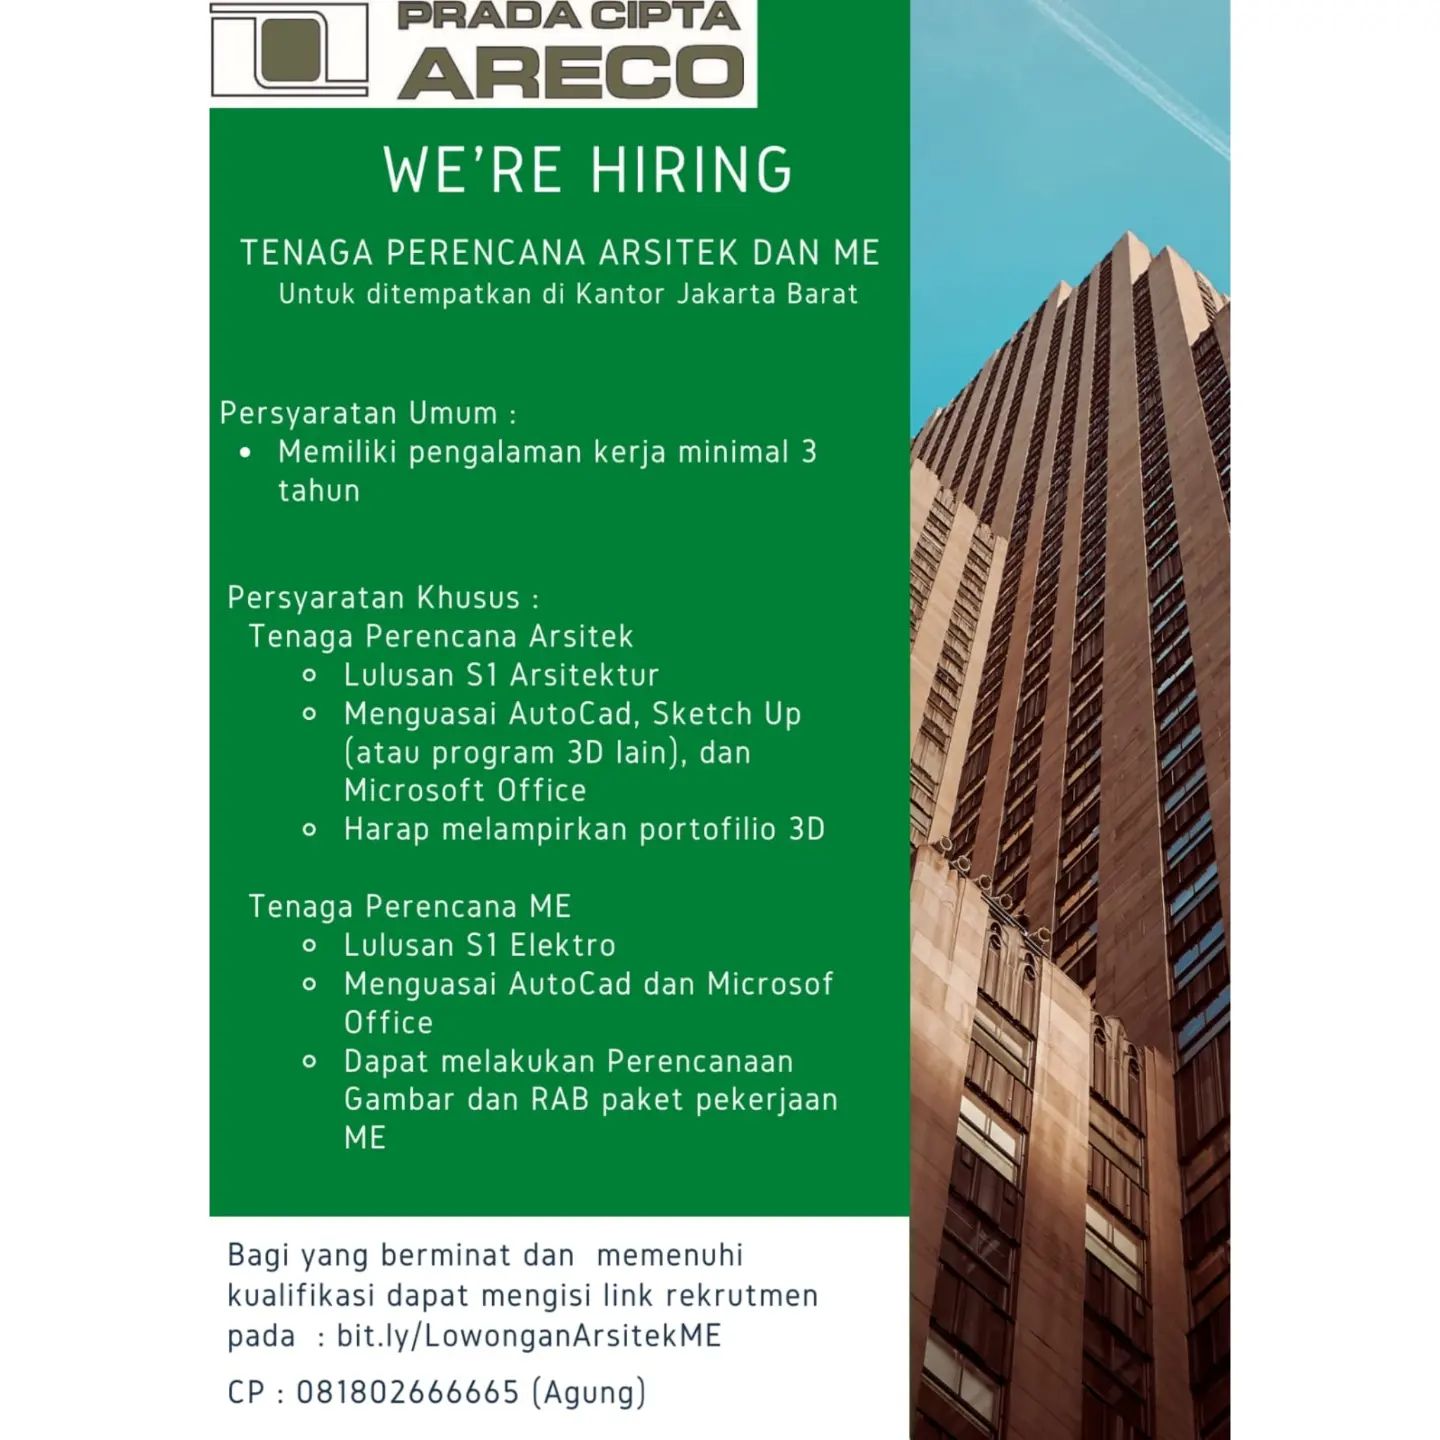 PRADA CIPTA
ARECO
WE'RE HIRING
TENAGA PERENCANA ARSITEK DAN ME
Untuk ditempatkan di Kantor Jakarta Barat
Persyaratan Umum :
• Memiliki pengalaman kerja minimal 3
tahun
Persyaratan Khusus :
Tenaga Perencana Arsitek
Lulusan S1 Arsitektur
Menguasai AutoCad, Sketch Up
(atau program 3D lain), dan
Microsoft Office
Harap melampirkan portofilio 3D
Tenaga Perencana ME
Lulusan S1 Elektro
Menguasai AutoCad dan Microsof
Office
Dapat melakukan Perencanaan
Gambar dan RAB paket pekerjaan
ME
Bagi yang berminat dan  memenuhi
kualifikasi dapat mengisi link rekrutmen
pada  : bit.ly/LowonganArsitekME
CP : 081802666665 (Agung)